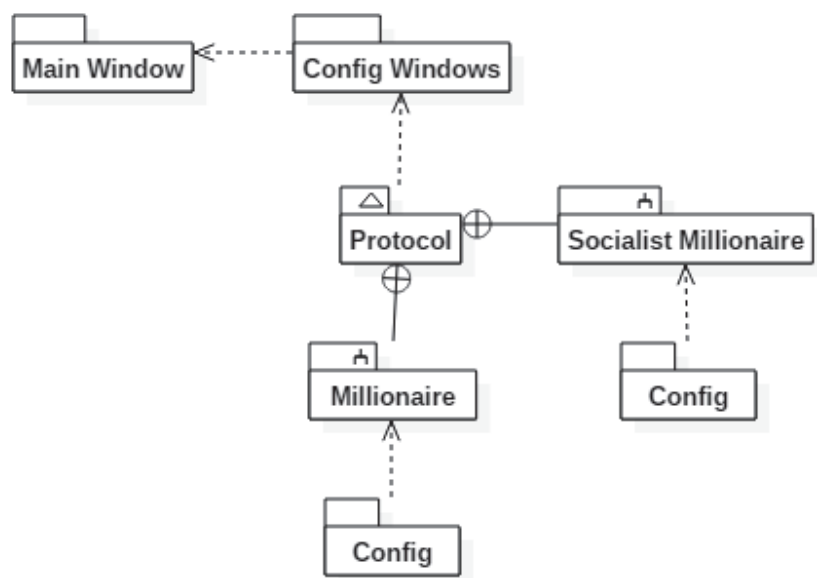 Main Window
Config Windows
Protocol
Socialist Millionaire
Millionaire
Config
Config